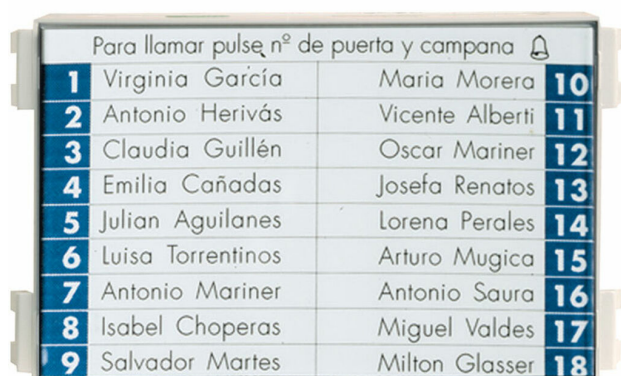 Para llamar pulse nº de puerta y campana
1 Virginia García Maria Morera 10
2 Antonio Herivás Vicente Alberti 11
3 Claudia Guillén Oscar Mariner 12
4 Emilia Cañadas Josefa Renatos 13
5 Julian Aguilanes Lorena Perales 14
6 Luisa Torrentinos Arturo Mugica 15
7 Antonio Mariner Antonio Saura 16
8 Isabel Choperas Miguel Valdes 17
9 Salvador Martes Milton Glasser 18